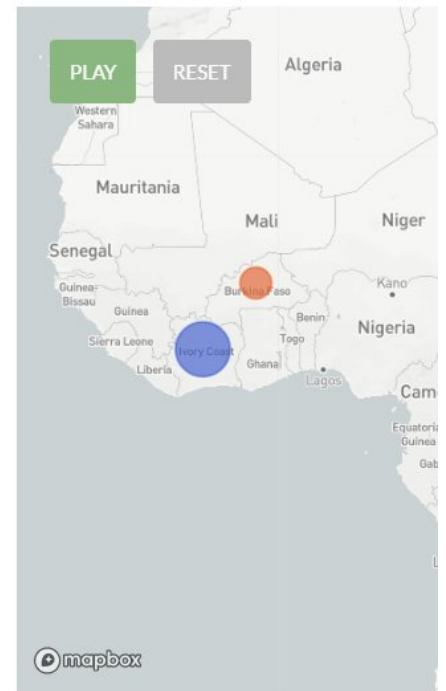 PLAY
RESET
Algeria
Western
Sahara
Mauritania
Mali
Niger
Senegal
Kano
Guinea-
Bissau
Burkina Faso
Guinea
Benin
Nigeria
Togo
Sierra Leone
Ivory Coast
Ghana
Liberia
Lagos
Cam
Equatoria
Guinea
Gab
mapbox